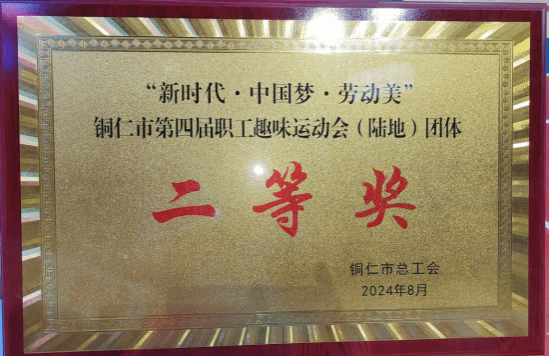 “新时代·中国梦·劳动美”
铜仁市第四届职工趣味运动会（陆地）团体
二等奖
铜仁市总工会
2024年8月